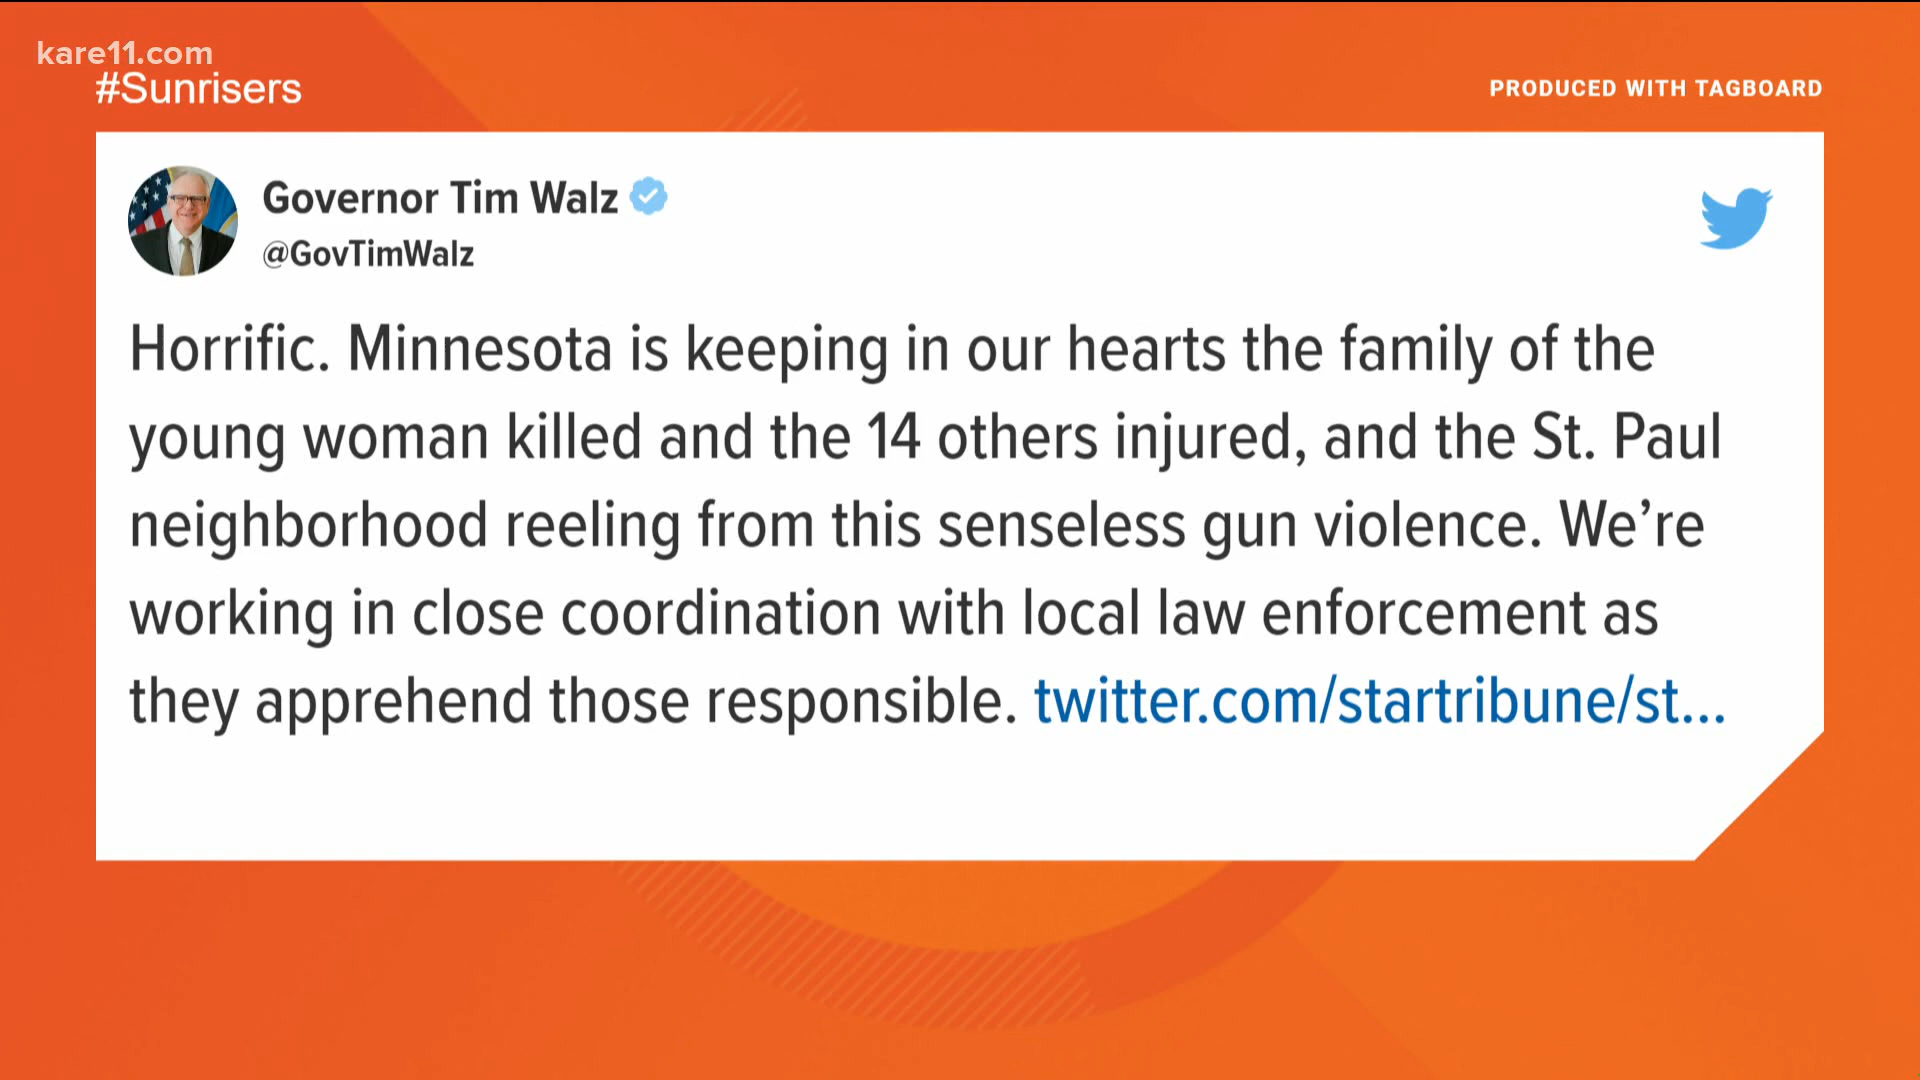 kare11.com
#Sunrisers
PRODUCED WITH TAGBOARD
Governor Tim Walz
@GovTimWalz
Horrific. Minnesota is keeping in our hearts the family of the
young woman killed and the 14 others injured, and the St. Paul
neighborhood reeling from this senseless gun violence. We’re
working in close coordination with local law enforcement as
they apprehend those responsible. twitter.com/startribune/st...